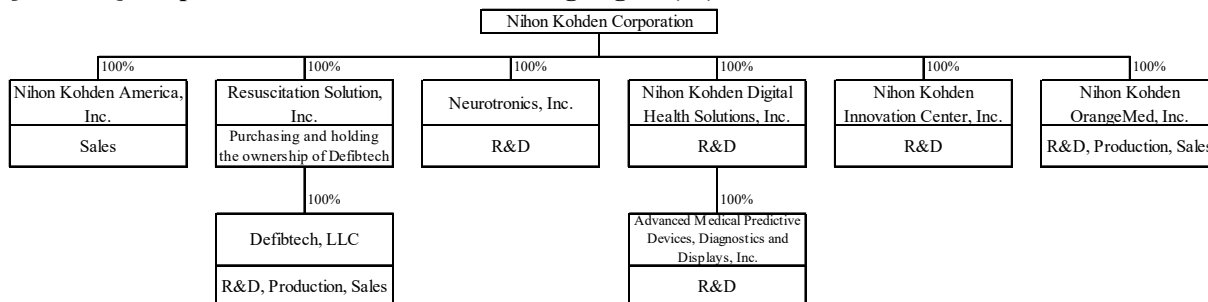 Nihon Kohden Corporation
100%
100%
100%
100%
100%
100%
Nihon Kohden America,
Inc.
Sales
Resuscitation Solution,
Inc.
Purchasing and holding
the ownership of Defibtech
Neurotronics, Inc.
R&D
Nihon Kohden Digital
Health Solutions, Inc.
R&D
Nihon Kohden
Innovation Center, Inc.
R&D
Nihon Kohden
OrangeMed, Inc.
R&D, Production, Sales
100%
100%
Defibtech, LLC
R&D, Production, Sales
Advanced Medical Predictive
Devices, Diagnostics and
Displays, Inc.
R&D